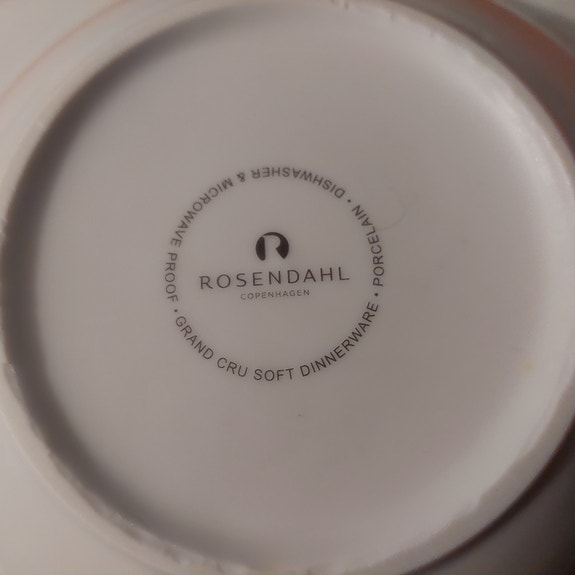 ROSENDAHL
COPENHAGEN
GRAND CRU SOFT DINNERWARE • PORCELAIN • DISHWASHER & MICROWAVE PROOF •